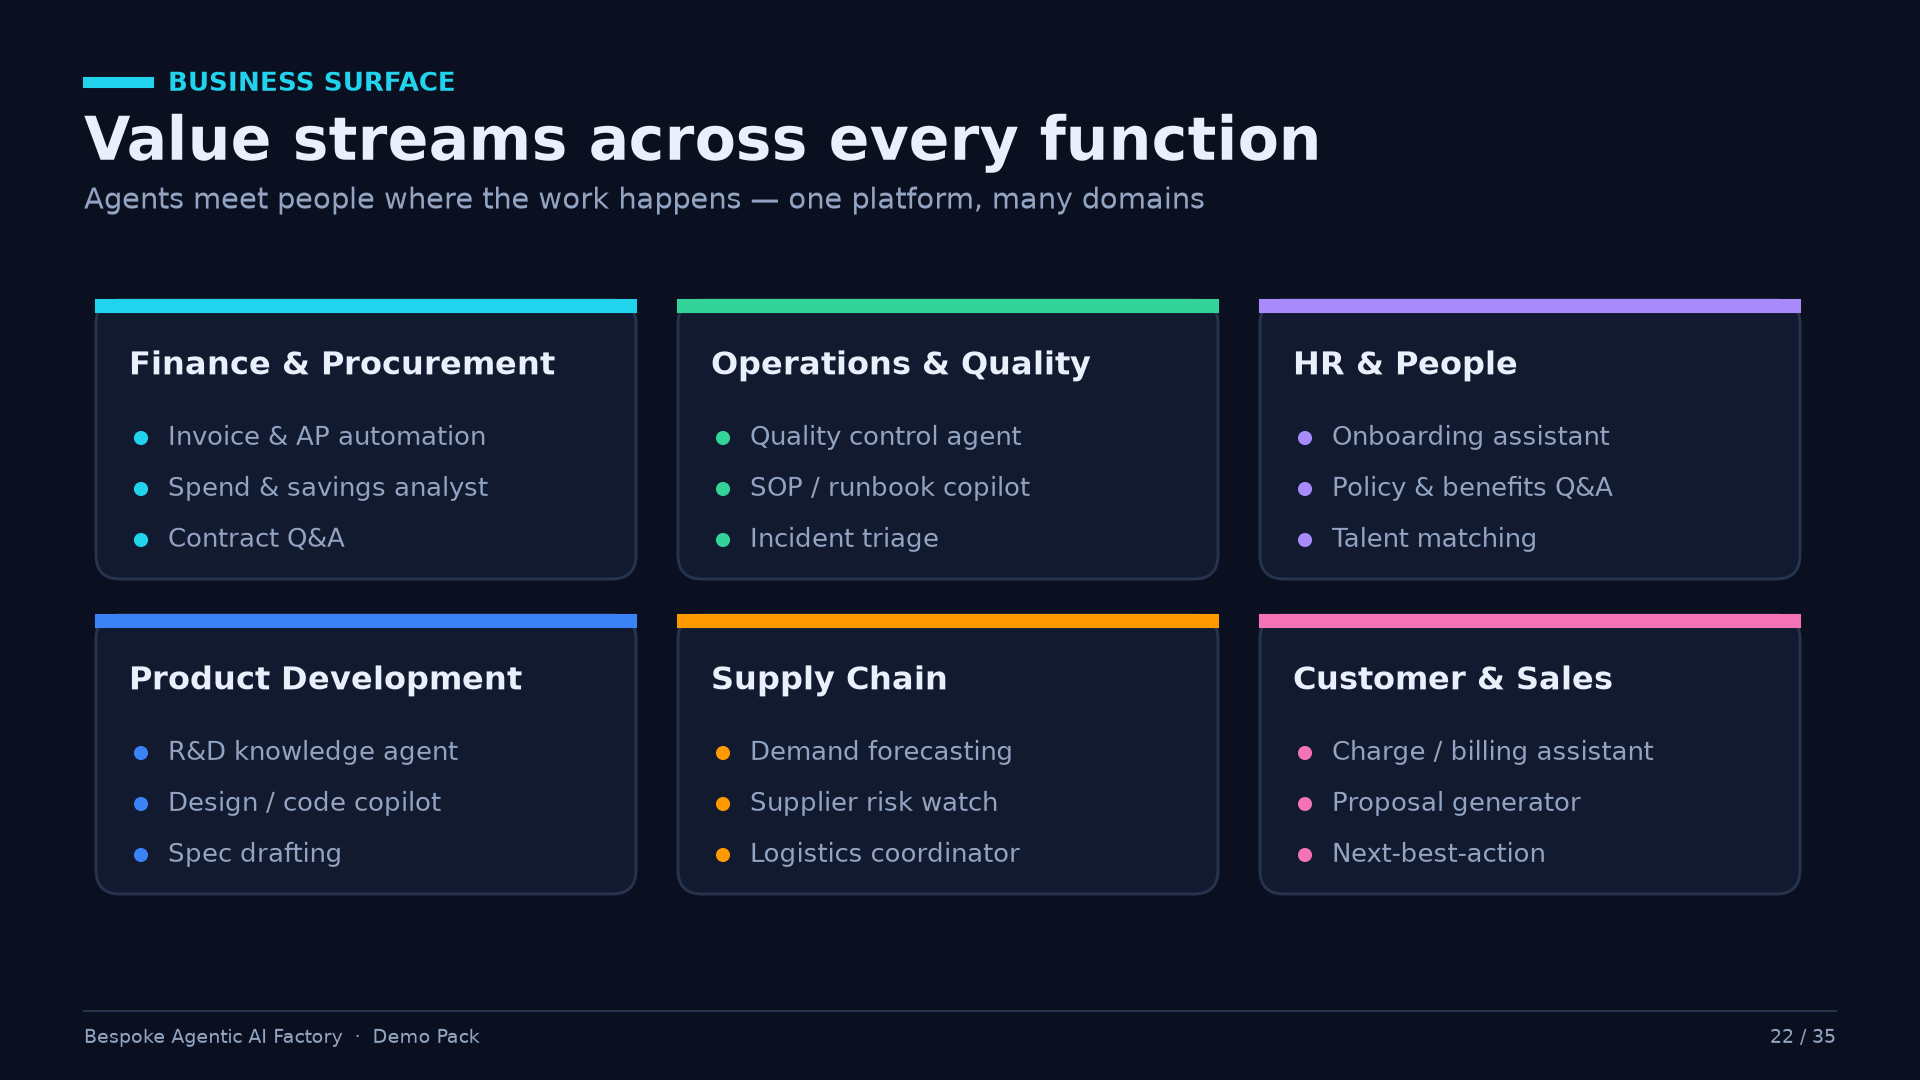 BUSINESS SURFACE
Value streams across every function
Agents meet people where the work happens — one platform, many domains
Finance & Procurement
Invoice & AP automation
Spend & savings analyst
Contract Q&A
Operations & Quality
Quality control agent
SOP / runbook copilot
Incident triage
HR & People
Onboarding assistant
Policy & benefits Q&A
Talent matching
Product Development
R&D knowledge agent
Design / code copilot
Spec drafting
Supply Chain
Demand forecasting
Supplier risk watch
Logistics coordinator
Customer & Sales
Charge / billing assistant
Proposal generator
Next-best-action
Bespoke Agentic AI Factory · Demo Pack
22 / 35